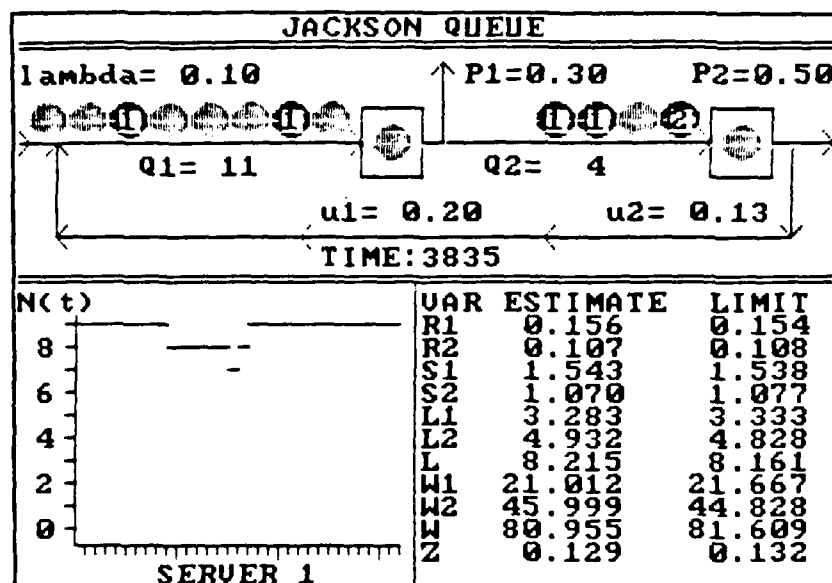 JACKSON QUEUE
lambda= 0.10 P1=0.30 P2=0.50
1 1 1 1 2
Q1= 11 Q2= 4
u1= 0.20 u2= 0.13
TIME:3835
N(t)
8
6
4
2
0
SERVER 1
VAR ESTIMATE LIMIT
R1 0.156 0.154
R2 0.107 0.108
S1 1.543 1.538
S2 1.070 1.077
L1 3.283 3.333
L2 4.932 4.828
L 8.215 8.161
W1 21.012 21.667
W2 45.999 44.828
W 80.955 81.609
Z 0.129 0.132